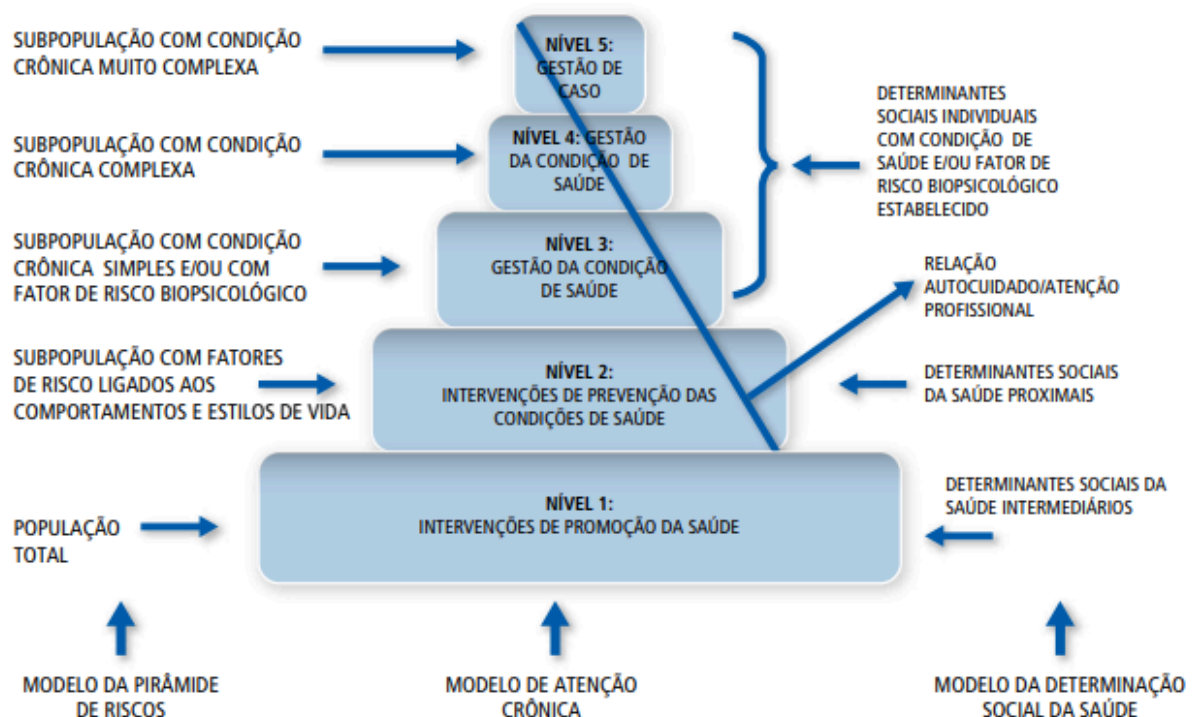 SUBPOPULAÇÃO COM CONDIÇÃO
CRÔNICA MUITO COMPLEXA
SUBPOPULAÇÃO COM CONDIÇÃO
CRÔNICA COMPLEXA
SUBPOPULAÇÃO COM CONDIÇÃO
CRÔNICA SIMPLES E/OU COM
FATOR DE RISCO BIOPSICOLÓGICO
SUBPOPULAÇÃO COM FATORES
DE RISCO LIGADOS AOS
COMPORTAMENTOS E ESTILOS DE VIDA
POPULAÇÃO
TOTAL
MODELO DA PIRÂMIDE
DE RISCOS
NÍVEL 5:
GESTÃO DE
CASO
NÍVEL 4: GESTÃO
DA CONDIÇÃO DE
SAÚDE
NÍVEL 3:
GESTÃO DA CONDIÇÃO
DE SAÚDE
NÍVEL 2:
INTERVENÇÕES DE PREVENÇÃO DAS
CONDIÇÕES DE SAÚDE
NÍVEL 1:
INTERVENÇÕES DE PROMOÇÃO DA SAÚDE
MODELO DE ATENÇÃO
CRÔNICA
DETERMINANTES
SOCIAIS INDIVIDUAIS
COM CONDIÇÃO DE
SAÚDE E/OU FATOR DE
RISCO BIOPSICOLÓGICO
ESTABELECIDO
RELAÇÃO
AUTOCUIDADO/ATENÇÃO
PROFISSIONAL
DETERMINANTES SOCIAIS
DA SAÚDE PROXIMAIS
DETERMINANTES SOCIAIS DA
SAÚDE INTERMEDIÁRIOS
MODELO DA DETERMINAÇÃO
SOCIAL DA SAÚDE